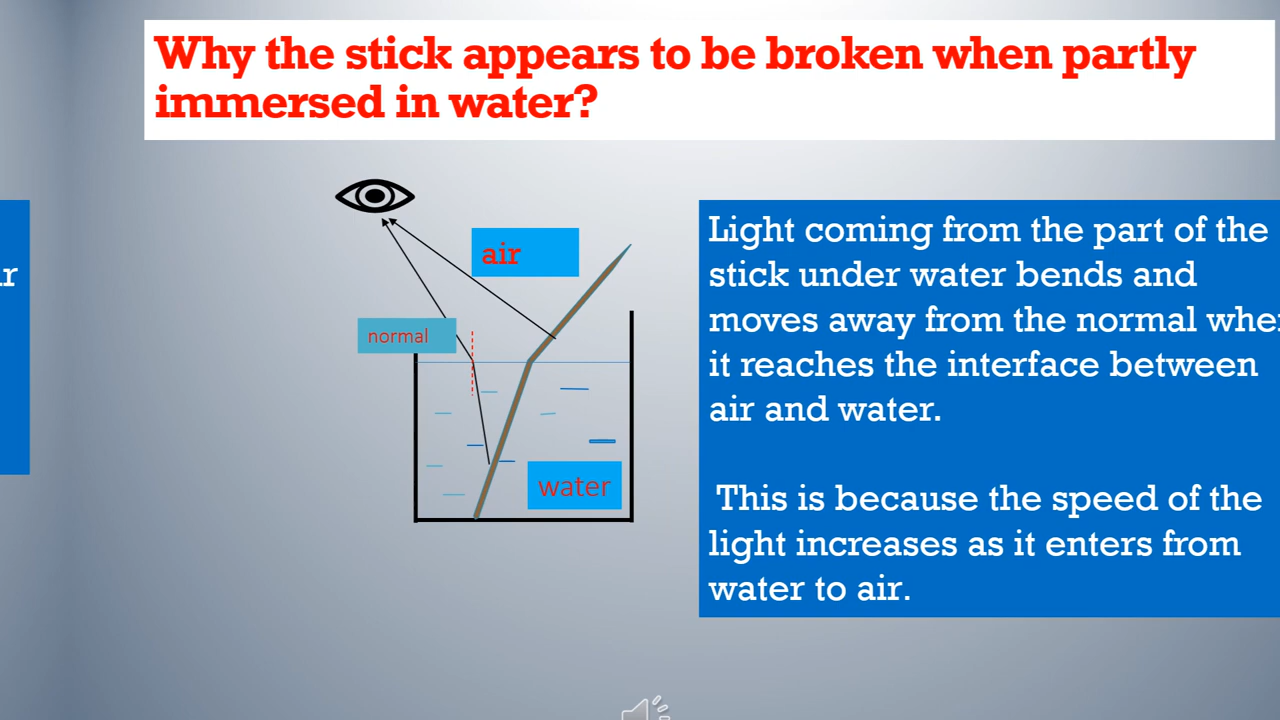 Why the stick appears to be broken when partly
immersed in water?
air
normal
water
Light coming from the part of the
stick under water bends and
moves away from the normal
it reaches the interface between
air and water.
This is because the speed of the
light increases as it enters from
water to air.